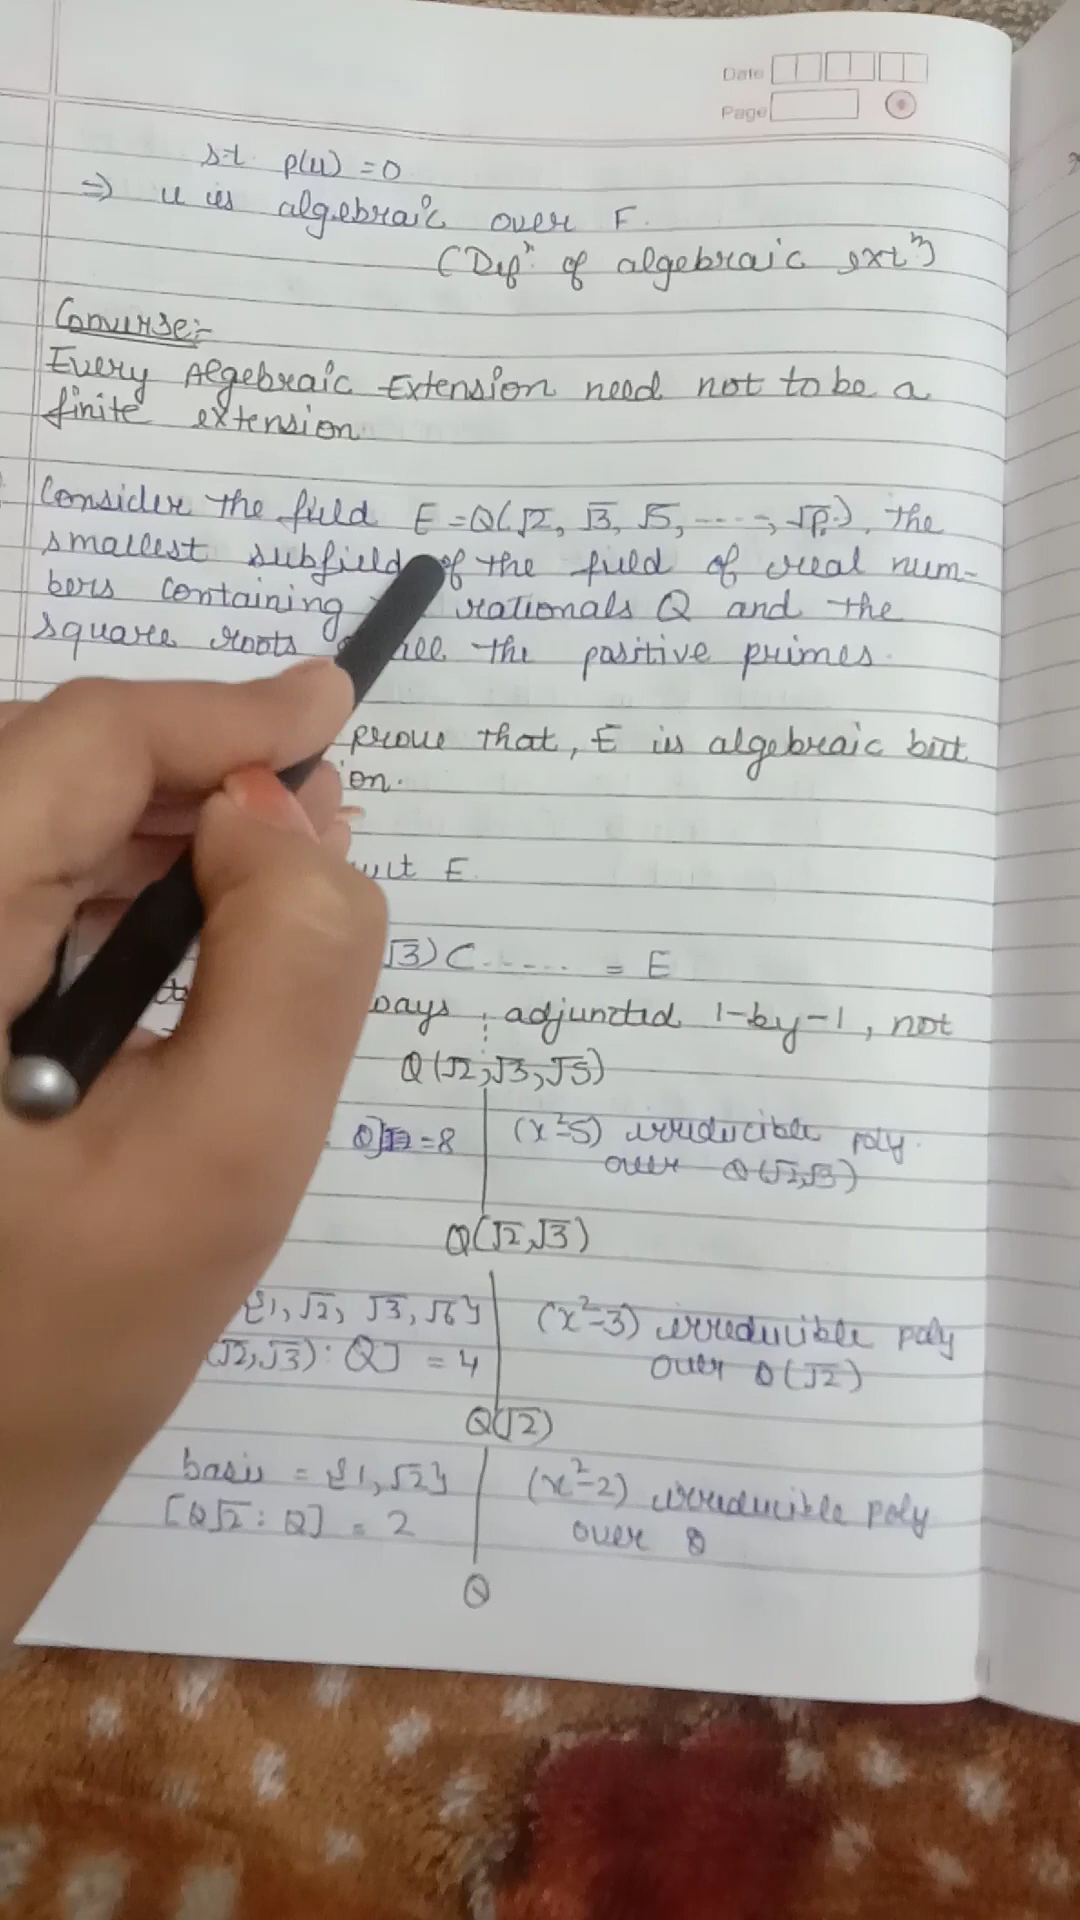 Date
Page
s.t. p(u) = 0
⇒ u is algebraic over F.
(Defⁿ. of algebraic extⁿ)
Converse:-
Every Algebraic Extension need not to be a
finite extension.
Consider the field E = Q(√2, √3, √5, ----, √p..). The
smallest subfield of the field of real num-
bers containing rationals Q and the
square roots all the positive primes.
prove that, E is algebraic but
ion.
E
√3) ⊂ ----- = E
adjuncted 1-by-1, not
Q(√2, √3, √5)
Q] = 8 (x²-5) irreducible poly.
over Q(√2,√3)
Q(√2,√3)
{1, √2, √3, √6} (x²-3) irreducible poly
√2,√3) : Q] = 4 over Q(√2)
Q(√2)
basis = {1, √2} (x²-2) irreducible poly
[Q√2 : Q] = 2 over Q
Q